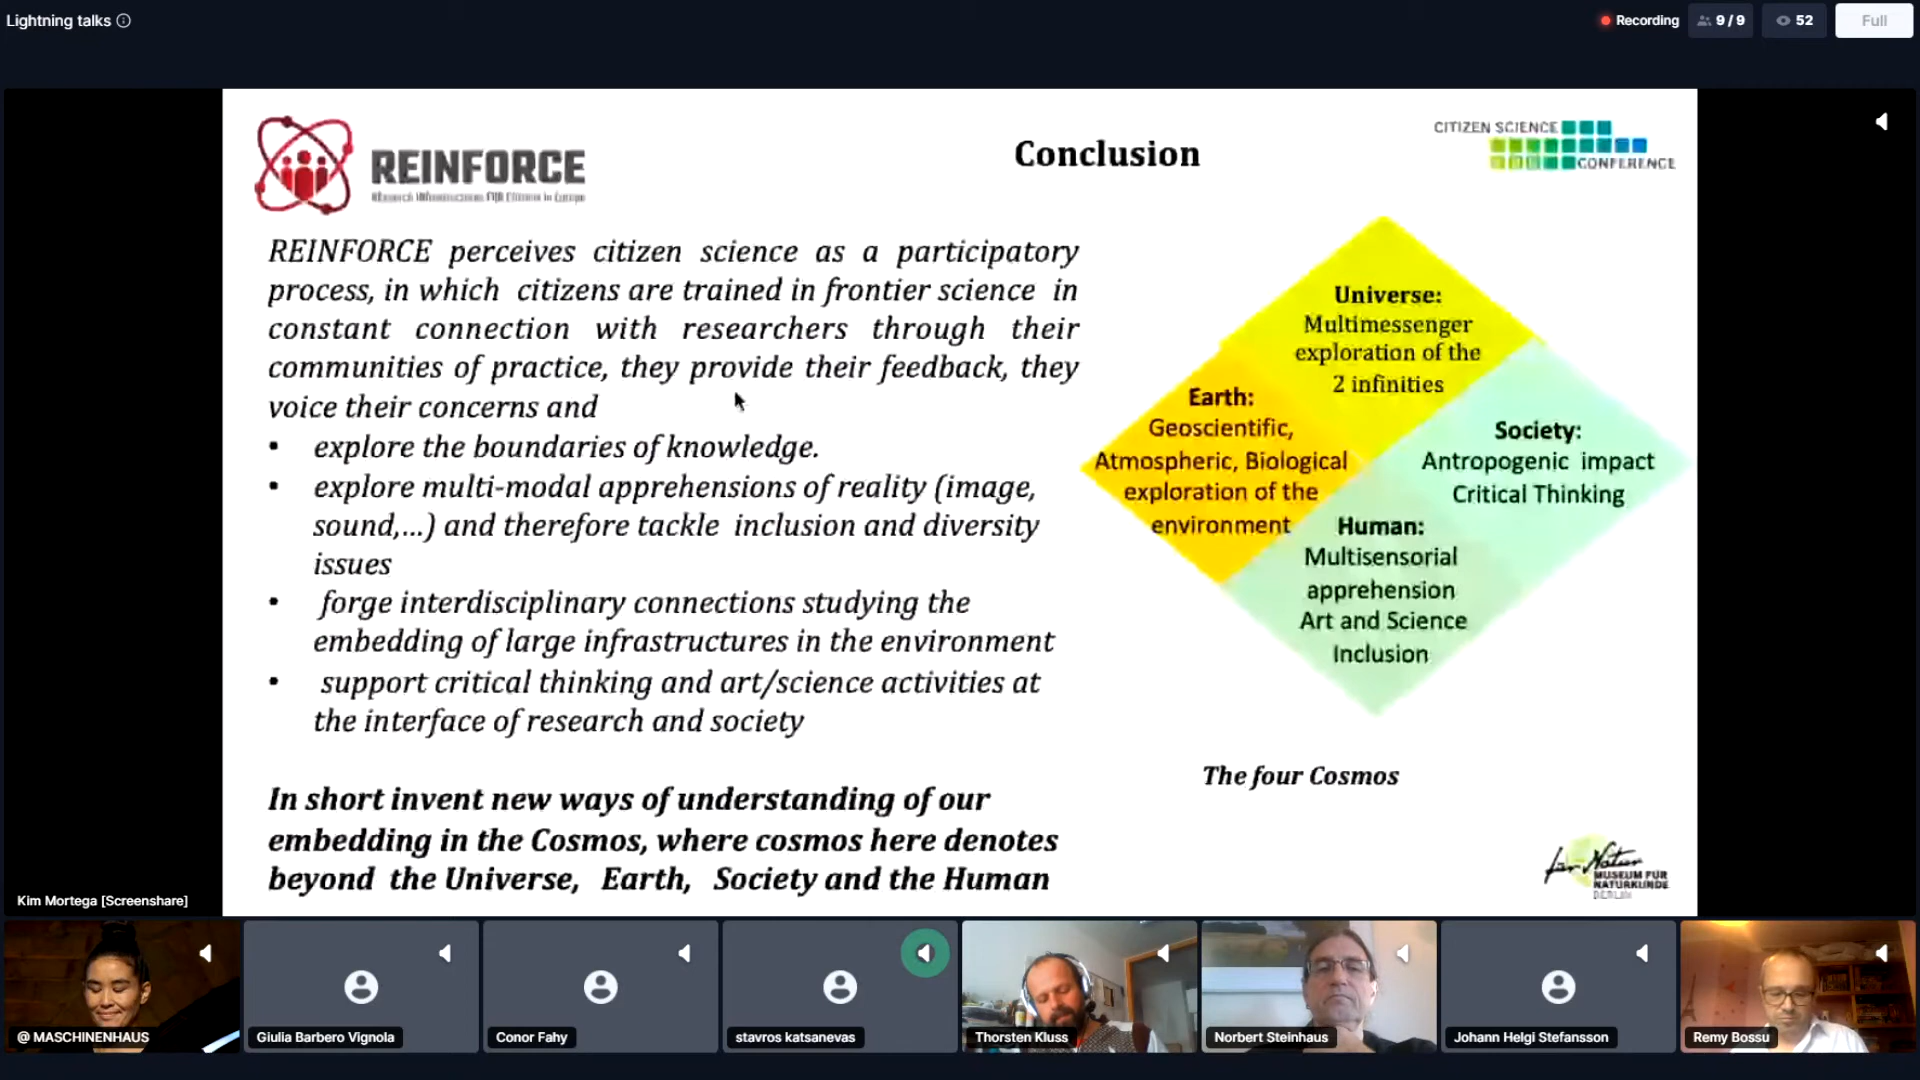 Lightning talks
Recording
9 / 9
52
Full
REINFORCE
REsearch INfrastructures FOR Citizens in Europe
Conclusion
CITIZEN SCIENCE
CONFERENCE
REINFORCE perceives citizen science as a participatory
process, in which citizens are trained in frontier science in
constant connection with researchers through their
communities of practice, they provide their feedback, they
voice their concerns and
• explore the boundaries of knowledge.
• explore multi-modal apprehensions of reality (image,
sound,...) and therefore tackle inclusion and diversity
issues
• forge interdisciplinary connections studying the
embedding of large infrastructures in the environment
• support critical thinking and art/science activities at
the interface of research and society
In short invent new ways of understanding of our
embedding in the Cosmos, where cosmos here denotes
beyond the Universe, Earth, Society and the Human
Universe:
Multimessenger
exploration of the
2 infinities
Earth:
Geoscientific,
Atmospheric, Biological
exploration of the
environment
Society:
Antropogenic impact
Critical Thinking
Human:
Multisensorial
apprehension
Art and Science
Inclusion
The four Cosmos
für Natur
MUSEUM FÜR
NATURKUNDE
BERLIN
Kim Mortega [Screenshare]
@ MASCHINENHAUS
Giulia Barbero Vignola
Conor Fahy
stavros katsanevas
Thorsten Kluss
Norbert Steinhaus
Johann Helgi Stefansson
Remy Bossu